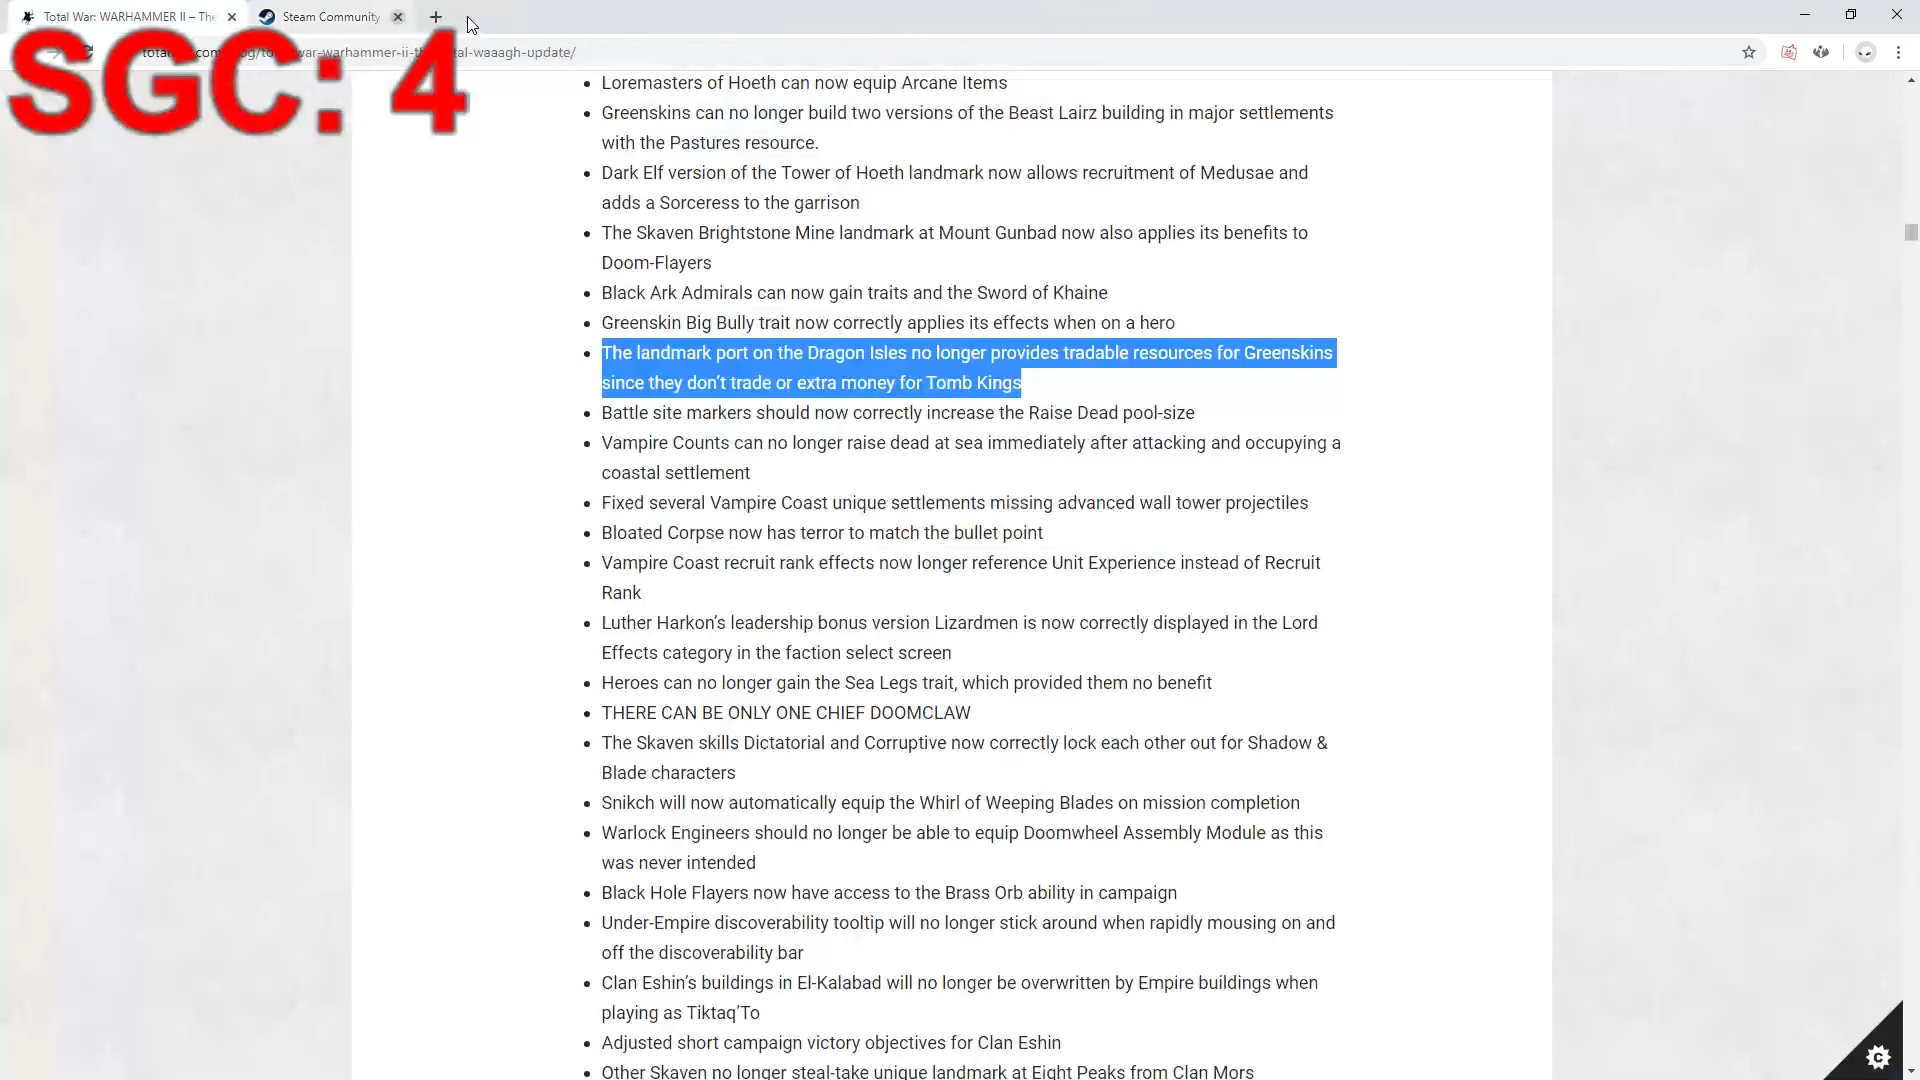 Total War: WARHAMMER II – The
Steam Community
SGC: 4
total com og/to war-warhammer-ii-th tal-waaagh-update/
Loremasters of Hoeth can now equip Arcane Items
Greenskins can no longer build two versions of the Beast Lairz building in major settlements
with the Pastures resource.
Dark Elf version of the Tower of Hoeth landmark now allows recruitment of Medusae and
adds a Sorceress to the garrison
The Skaven Brightstone Mine landmark at Mount Gunbad now also applies its benefits to
Doom-Flayers
Black Ark Admirals can now gain traits and the Sword of Khaine
Greenskin Big Bully trait now correctly applies its effects when on a hero
The landmark port on the Dragon Isles no longer provides tradable resources for Greenskins
since they don’t trade or extra money for Tomb Kings
Battle site markers should now correctly increase the Raise Dead pool-size
Vampire Counts can no longer raise dead at sea immediately after attacking and occupying a
coastal settlement
Fixed several Vampire Coast unique settlements missing advanced wall tower projectiles
Bloated Corpse now has terror to match the bullet point
Vampire Coast recruit rank effects now longer reference Unit Experience instead of Recruit
Rank
Luther Harkon’s leadership bonus version Lizardmen is now correctly displayed in the Lord
Effects category in the faction select screen
Heroes can no longer gain the Sea Legs trait, which provided them no benefit
THERE CAN BE ONLY ONE CHIEF DOOMCLAW
The Skaven skills Dictatorial and Corruptive now correctly lock each other out for Shadow &
Blade characters
Snikch will now automatically equip the Whirl of Weeping Blades on mission completion
Warlock Engineers should no longer be able to equip Doomwheel Assembly Module as this
was never intended
Black Hole Flayers now have access to the Brass Orb ability in campaign
Under-Empire discoverability tooltip will no longer stick around when rapidly mousing on and
off the discoverability bar
Clan Eshin’s buildings in El-Kalabad will no longer be overwritten by Empire buildings when
playing as Tiktaq’To
Adjusted short campaign victory objectives for Clan Eshin
Other Skaven no longer steal-take unique landmark at Eight Peaks from Clan Mors